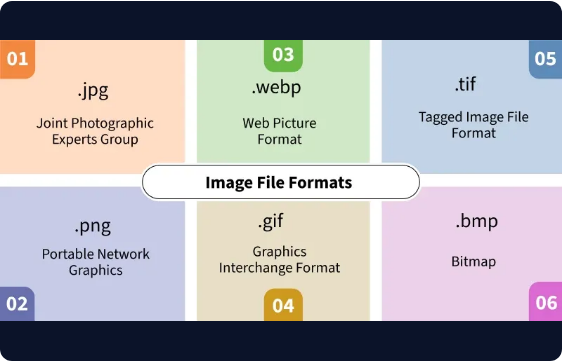 01
.jpg
Joint Photographic
Experts Group
03
.webp
Web Picture
Format
05
.tif
Tagged Image File
Format
Image File Formats
.png
Portable Network
Graphics
02
.gif
Graphics
Interchange Format
04
.bmp
Bitmap
06